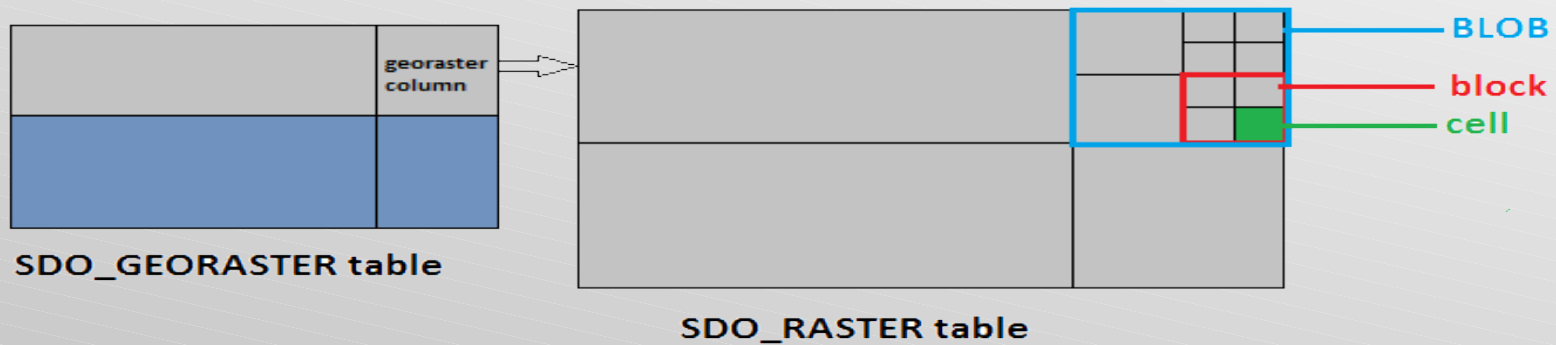 georaster
column
BLOB
block
cell
SDO_GEORASTER table
SDO_RASTER table